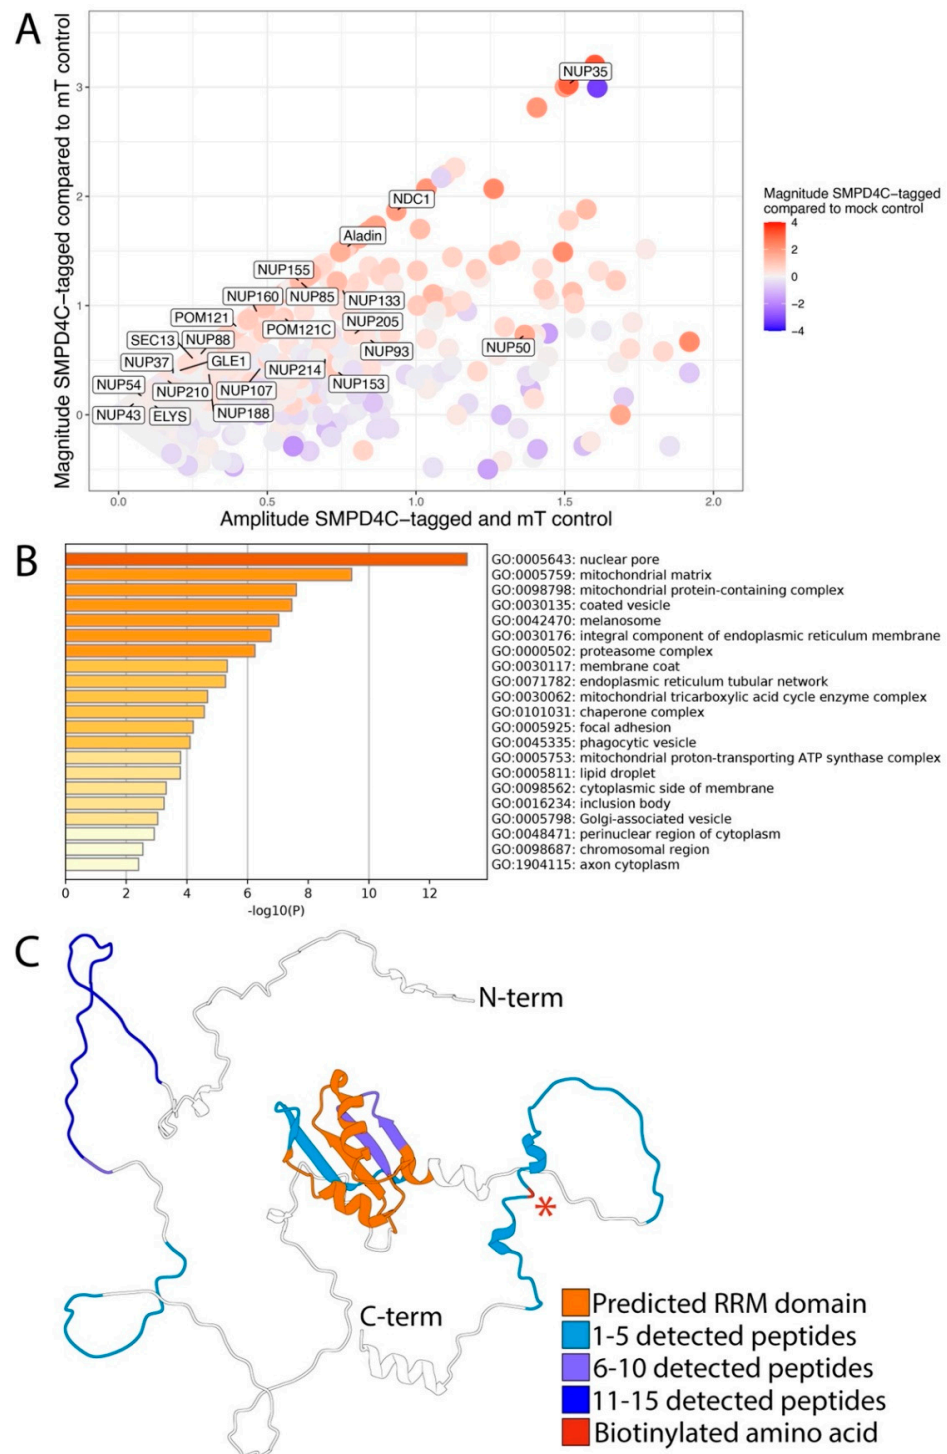 A
Magnitude SMPD4C-tagged compared to mT control
3
2
1
0
NUP35
NDC1
Aladin
NUP155
NUP160
NUP85
NUP133
POM121
POM121C
NUP205
SEC13
NUP88
NUP93
NUP50
NUP37
GLE1
NUP214
NUP54
NUP210
NUP107
NUP153
NUP43
ELYS
NUP188
0.0
0.5
1.0
1.5
2.0
Amplitude SMPD4C-tagged and mT control
Magnitude SMPD4C-tagged
compared to mock control
4
2
0
-2
-4
B
GO:0005643: nuclear pore
GO:0005759: mitochondrial matrix
GO:0098798: mitochondrial protein-containing complex
GO:0030135: coated vesicle
GO:0042470: melanosome
GO:0030176: integral component of endoplasmic reticulum membrane
GO:0000502: proteasome complex
GO:0030117: membrane coat
GO:0071782: endoplasmic reticulum tubular network
GO:0030062: mitochondrial tricarboxylic acid cycle enzyme complex
GO:0101031: chaperone complex
GO:0005925: focal adhesion
GO:0045335: phagocytic vesicle
GO:0005753: mitochondrial proton-transporting ATP synthase complex
GO:0005811: lipid droplet
GO:0098562: cytoplasmic side of membrane
GO:0016234: inclusion body
GO:0005798: Golgi-associated vesicle
GO:0048471: perinuclear region of cytoplasm
GO:0098687: chromosomal region
GO:1904115: axon cytoplasm
0 2 4 6 8 10 12
-log10(P)
C
N-term
*
C-term
Predicted RRM domain
1-5 detected peptides
6-10 detected peptides
11-15 detected peptides
Biotinylated amino acid